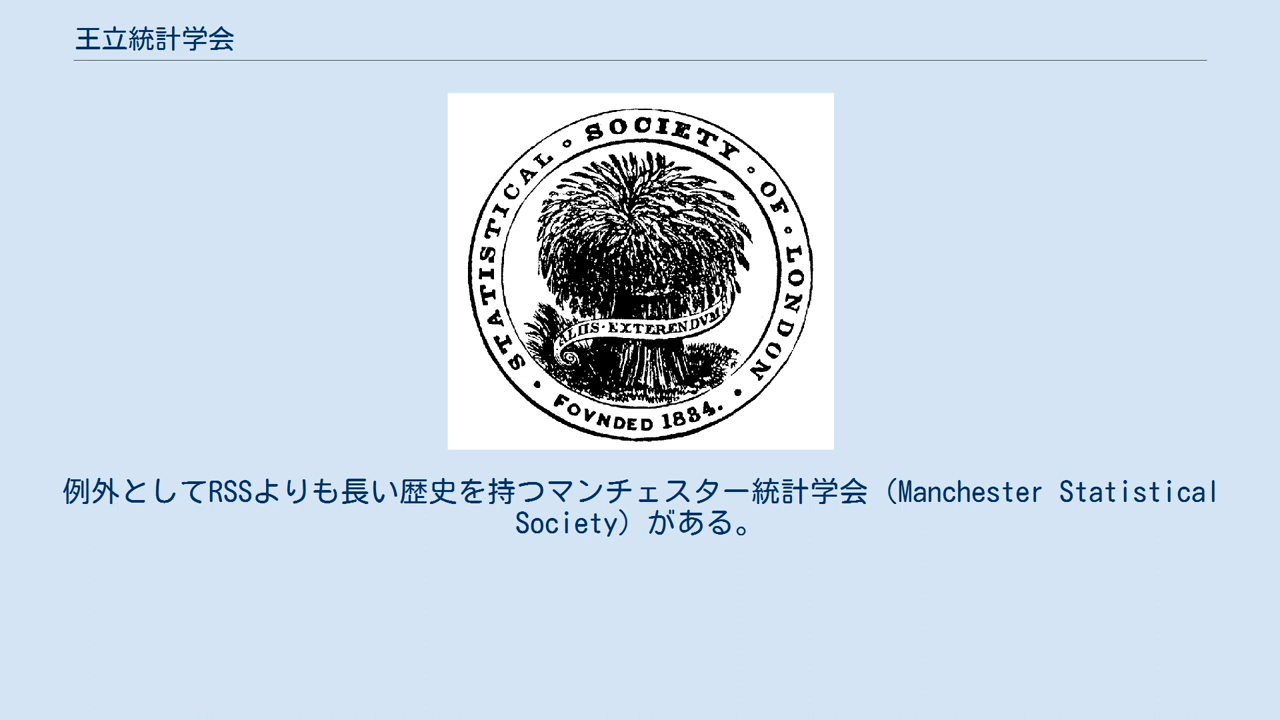 王立統計学会
STATISTICAL SOCIETY OF LONDON
ALIIS·EXTERENDVM
FOVNDED 1834.
例外としてRSSよりも長い歴史を持つマンチェスター統計学会（Manchester Statistical
Society）がある。